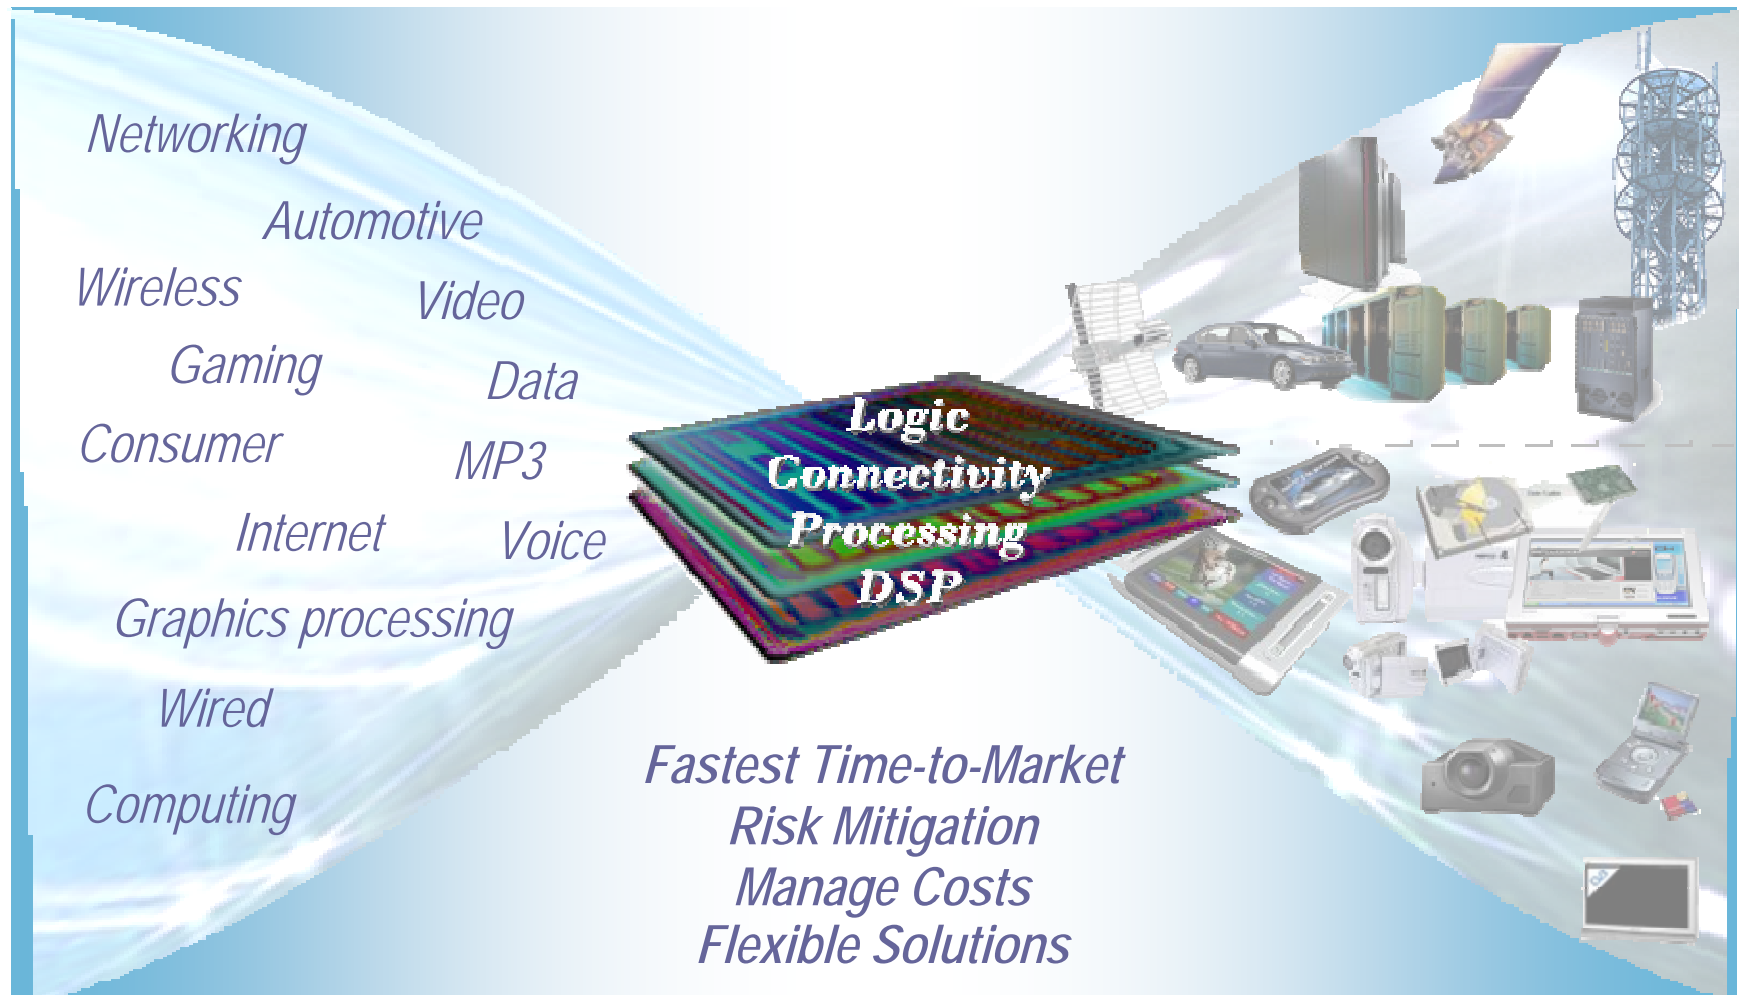 Networking
Automotive
Wireless
Video
Gaming
Data
Consumer
MP3
Internet
Voice
Graphics processing
Wired
Computing
Logic
Connectivity
Processing
DSP
Fastest Time-to-Market
Risk Mitigation
Manage Costs
Flexible Solutions